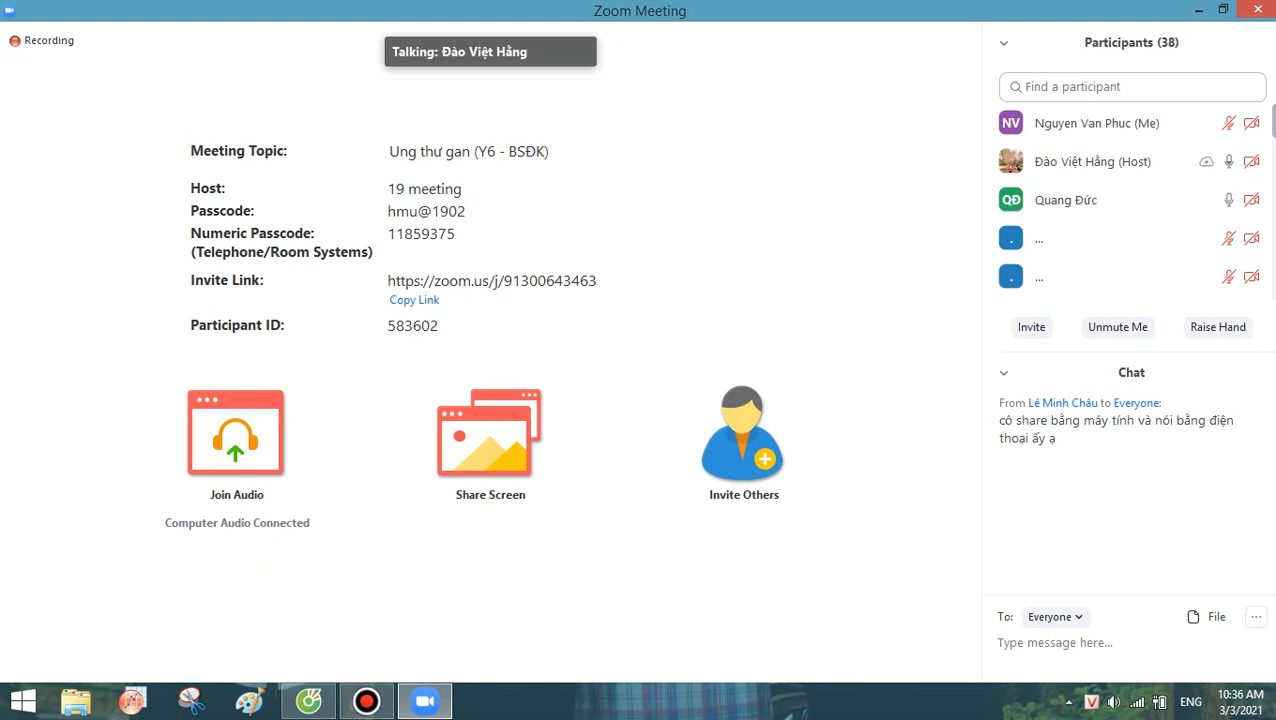 Zoom Meeting
Recording
Talking: Đào Việt Hằng
Meeting Topic: Ung thư gan (Y6 - BSĐK)
Host: 19 meeting
Passcode: hmu@1902
Numeric Passcode: 11859375
(Telephone/Room Systems)
Invite Link: https://zoom.us/j/91300643463
Copy Link
Participant ID: 583602
Join Audio
Computer Audio Connected
Share Screen
Invite Others
Participants (38)
Find a participant
NV Nguyen Van Phuc (Me)
Đào Việt Hằng (Host)
QĐ Quang Đức
. ...
. ...
Invite Unmute Me Raise Hand
Chat
From Lê Minh Châu to Everyone:
cô share bằng máy tính và nói bằng điện
thoại ấy ạ
To: Everyone File ...
Type message here...
V ENG 10:36 AM
3/3/2021